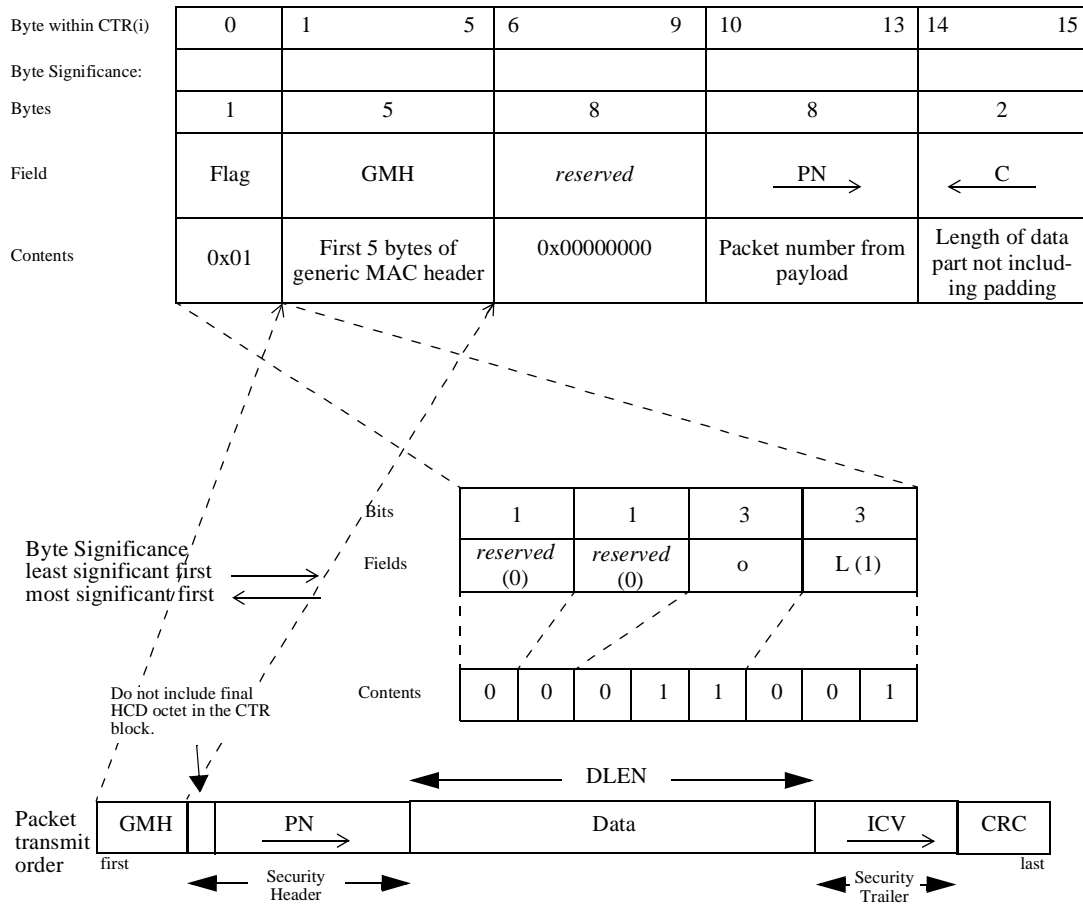 Byte within CTR(i) 0 1 5 6 9 10 13 14 15
Byte Significance:
Bytes 1 5 8 8 2
Field Flag GMH reserved PN C
Contents 0x01 First 5 bytes of generic MAC header 0x00000000 Packet number from payload Length of data part not includ-ing padding
Bits 1 1 3 3
Fields reserved (0) reserved (0) o L (1)
Byte Significance
least significant first
most significant first
Contents 0 0 0 1 1 0 0 1
Do not include final
HCD octet in the CTR
block.
DLEN
Packet transmit order
GMH PN Data ICV CRC
first last
Security
Header
Security
Trailer